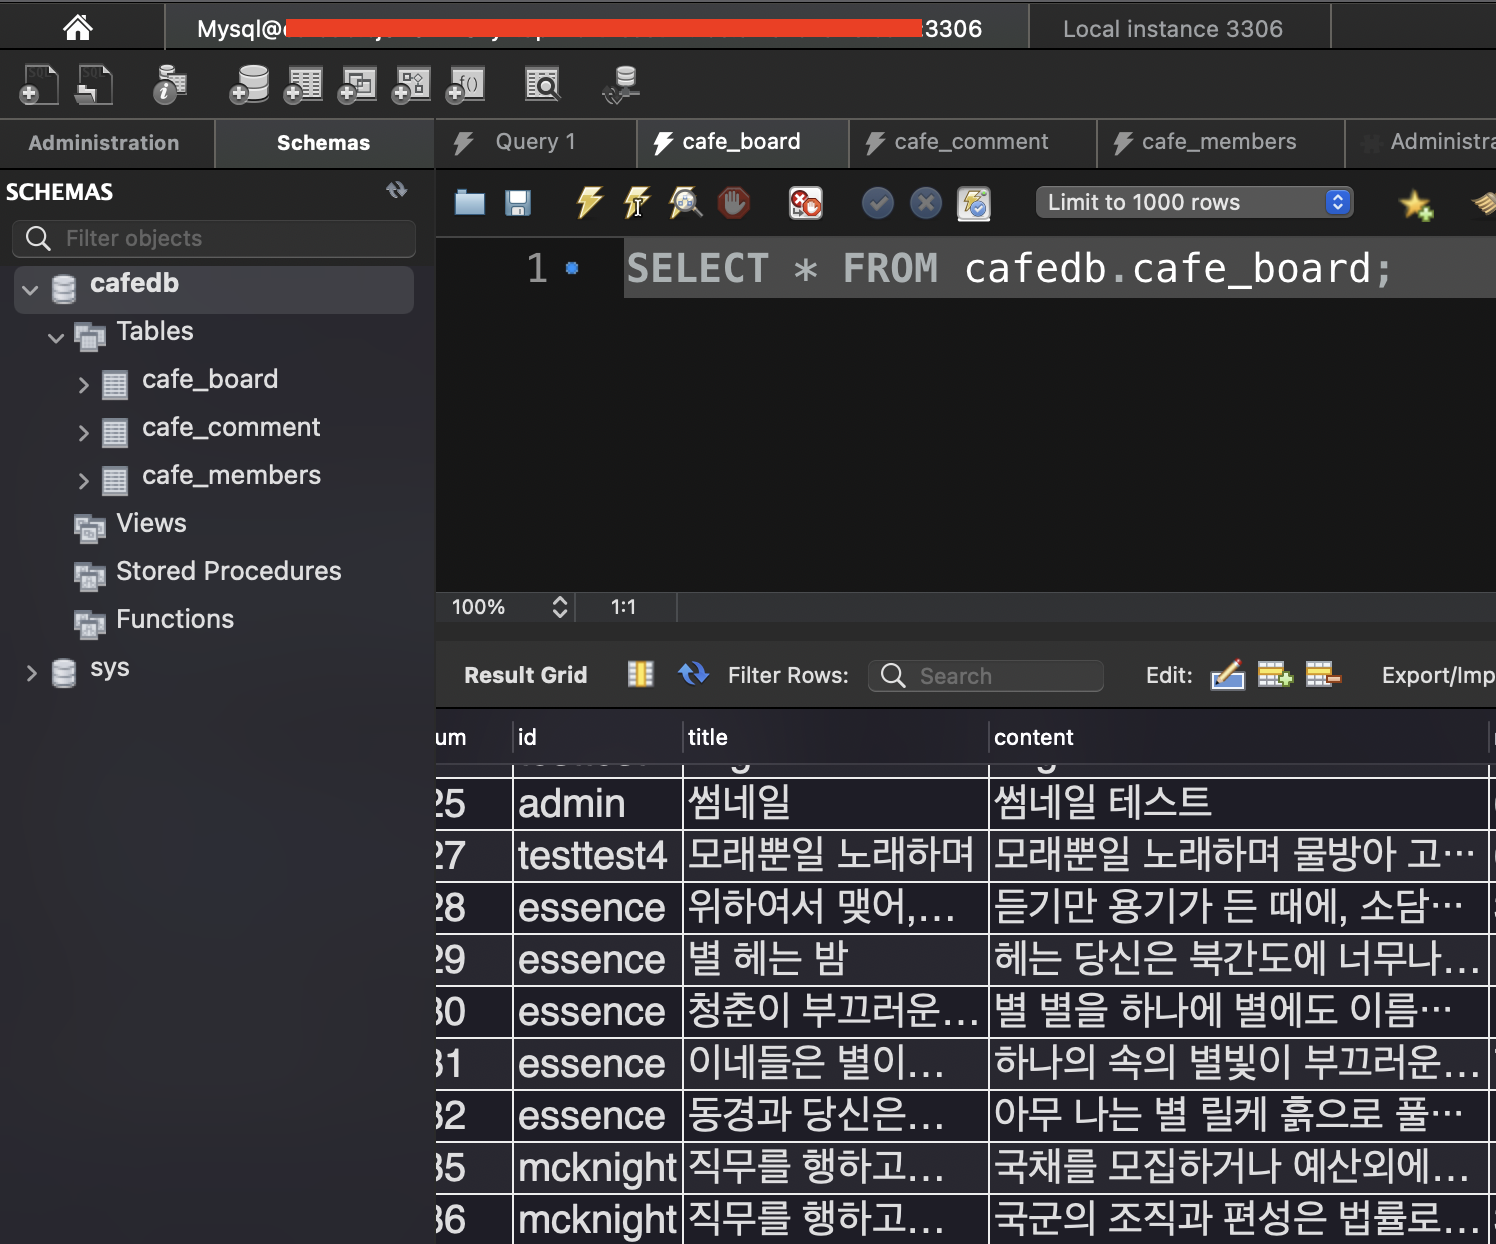 Mysql@ :3306 Local instance 3306
Administration Schemas Query 1 cafe_board cafe_comment cafe_members Administra
SCHEMAS Limit to 1000 rows
Filter objects
cafedb
Tables
cafe_board
cafe_comment
cafe_members
Views
Stored Procedures
Functions
sys
1 SELECT * FROM cafedb.cafe_board;
100% 1:1
Result Grid Filter Rows: Search Edit: Export/Imp
um id title content
25 admin 썸네일 썸네일 테스트
27 testtest4 모래뿐일 노래하며 모래뿐일 노래하며 물방아 고…
28 essence 위하여서 맺어,... 듣기만 용기가 든 때에, 소담…
29 essence 별 헤는 밤 헤는 당신은 북간도에 너무나...
30 essence 청춘이 부끄러운... 별 별을 하나에 별에도 이름…
31 essence 이네들은 별이... 하나의 속의 별빛이 부끄러운...
32 essence 동경과 당신은... 아무 나는 별 릴케 흙으로 풀…
35 mcknight 직무를 행하고... 국채를 모집하거나 예산외에...
36 mcknight 직무를 행하고... 국군의 조직과 편성은 법률로...